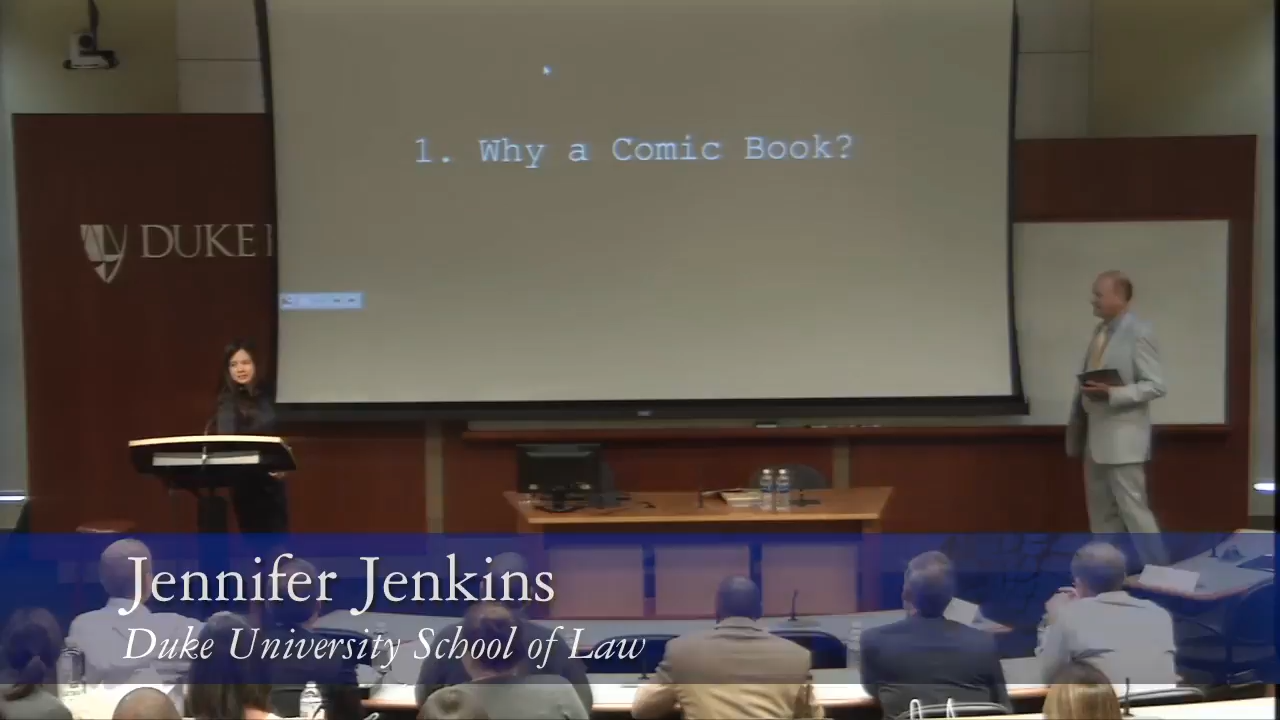 1. Why a Comic Book?
DUKE
Jennifer Jenkins
Duke University School of Law